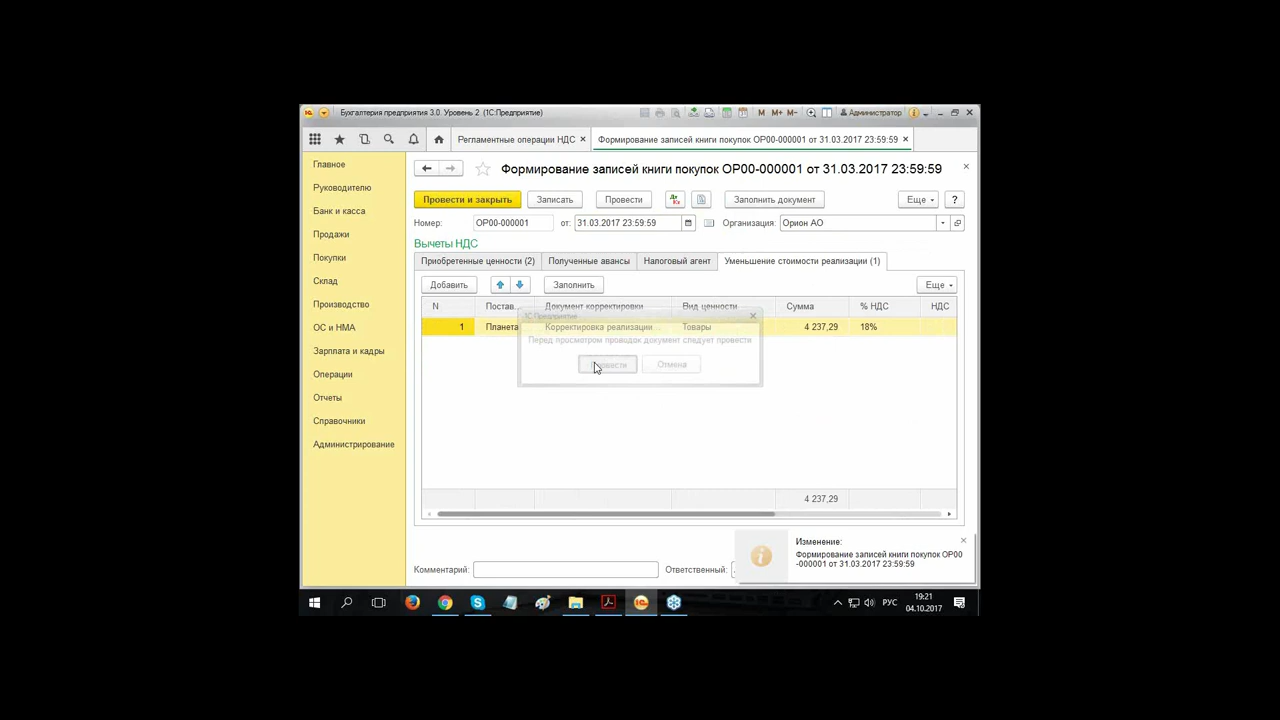 Бухгалтерия предприятия 3.0. Уровень 2. (1С:Предприятие)
M M+ M- Администратор
Регламентные операции НДС × Формирование записей книги покупок ОР00-000001 от 31.03.2017 23:59:59 ×
Главное
Руководителю
Банк и касса
Продажи
Покупки
Склад
Производство
ОС и НМА
Зарплата и кадры
Операции
Отчеты
Справочники
Администрирование
Формирование записей книги покупок ОР00-000001 от 31.03.2017 23:59:59
Провести и закрыть Записать Провести Дт Кт Заполнить документ Еще ?
Номер: ОР00-000001 от: 31.03.2017 23:59:59 Организация: Орион АО
Вычеты НДС
Приобретенные ценности (2) Полученные авансы Налоговый агент Уменьшение стоимости реализации (1)
Добавить Заполнить Еще
N Постав... Документ корректировки Вид ценности Сумма % НДС НДС
1 Планета Корректировка реализации... Товары 4 237,29 18%
1С:Предприятие
Перед просмотром проводок документ следует провести
Провести Отмена
4 237,29
Изменение:
Формирование записей книги покупок ОР00
-000001 от 31.03.2017 23:59:59
Комментарий: Ответственный:
РУС 19:21
04.10.2017